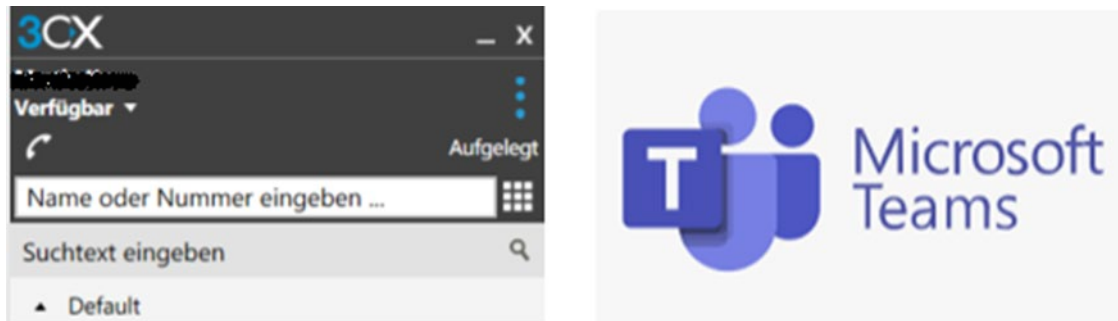 3CX
Verfügbar
Aufgelegt
Name oder Nummer eingeben ...
Suchtext eingeben
Default
T
Microsoft
Teams